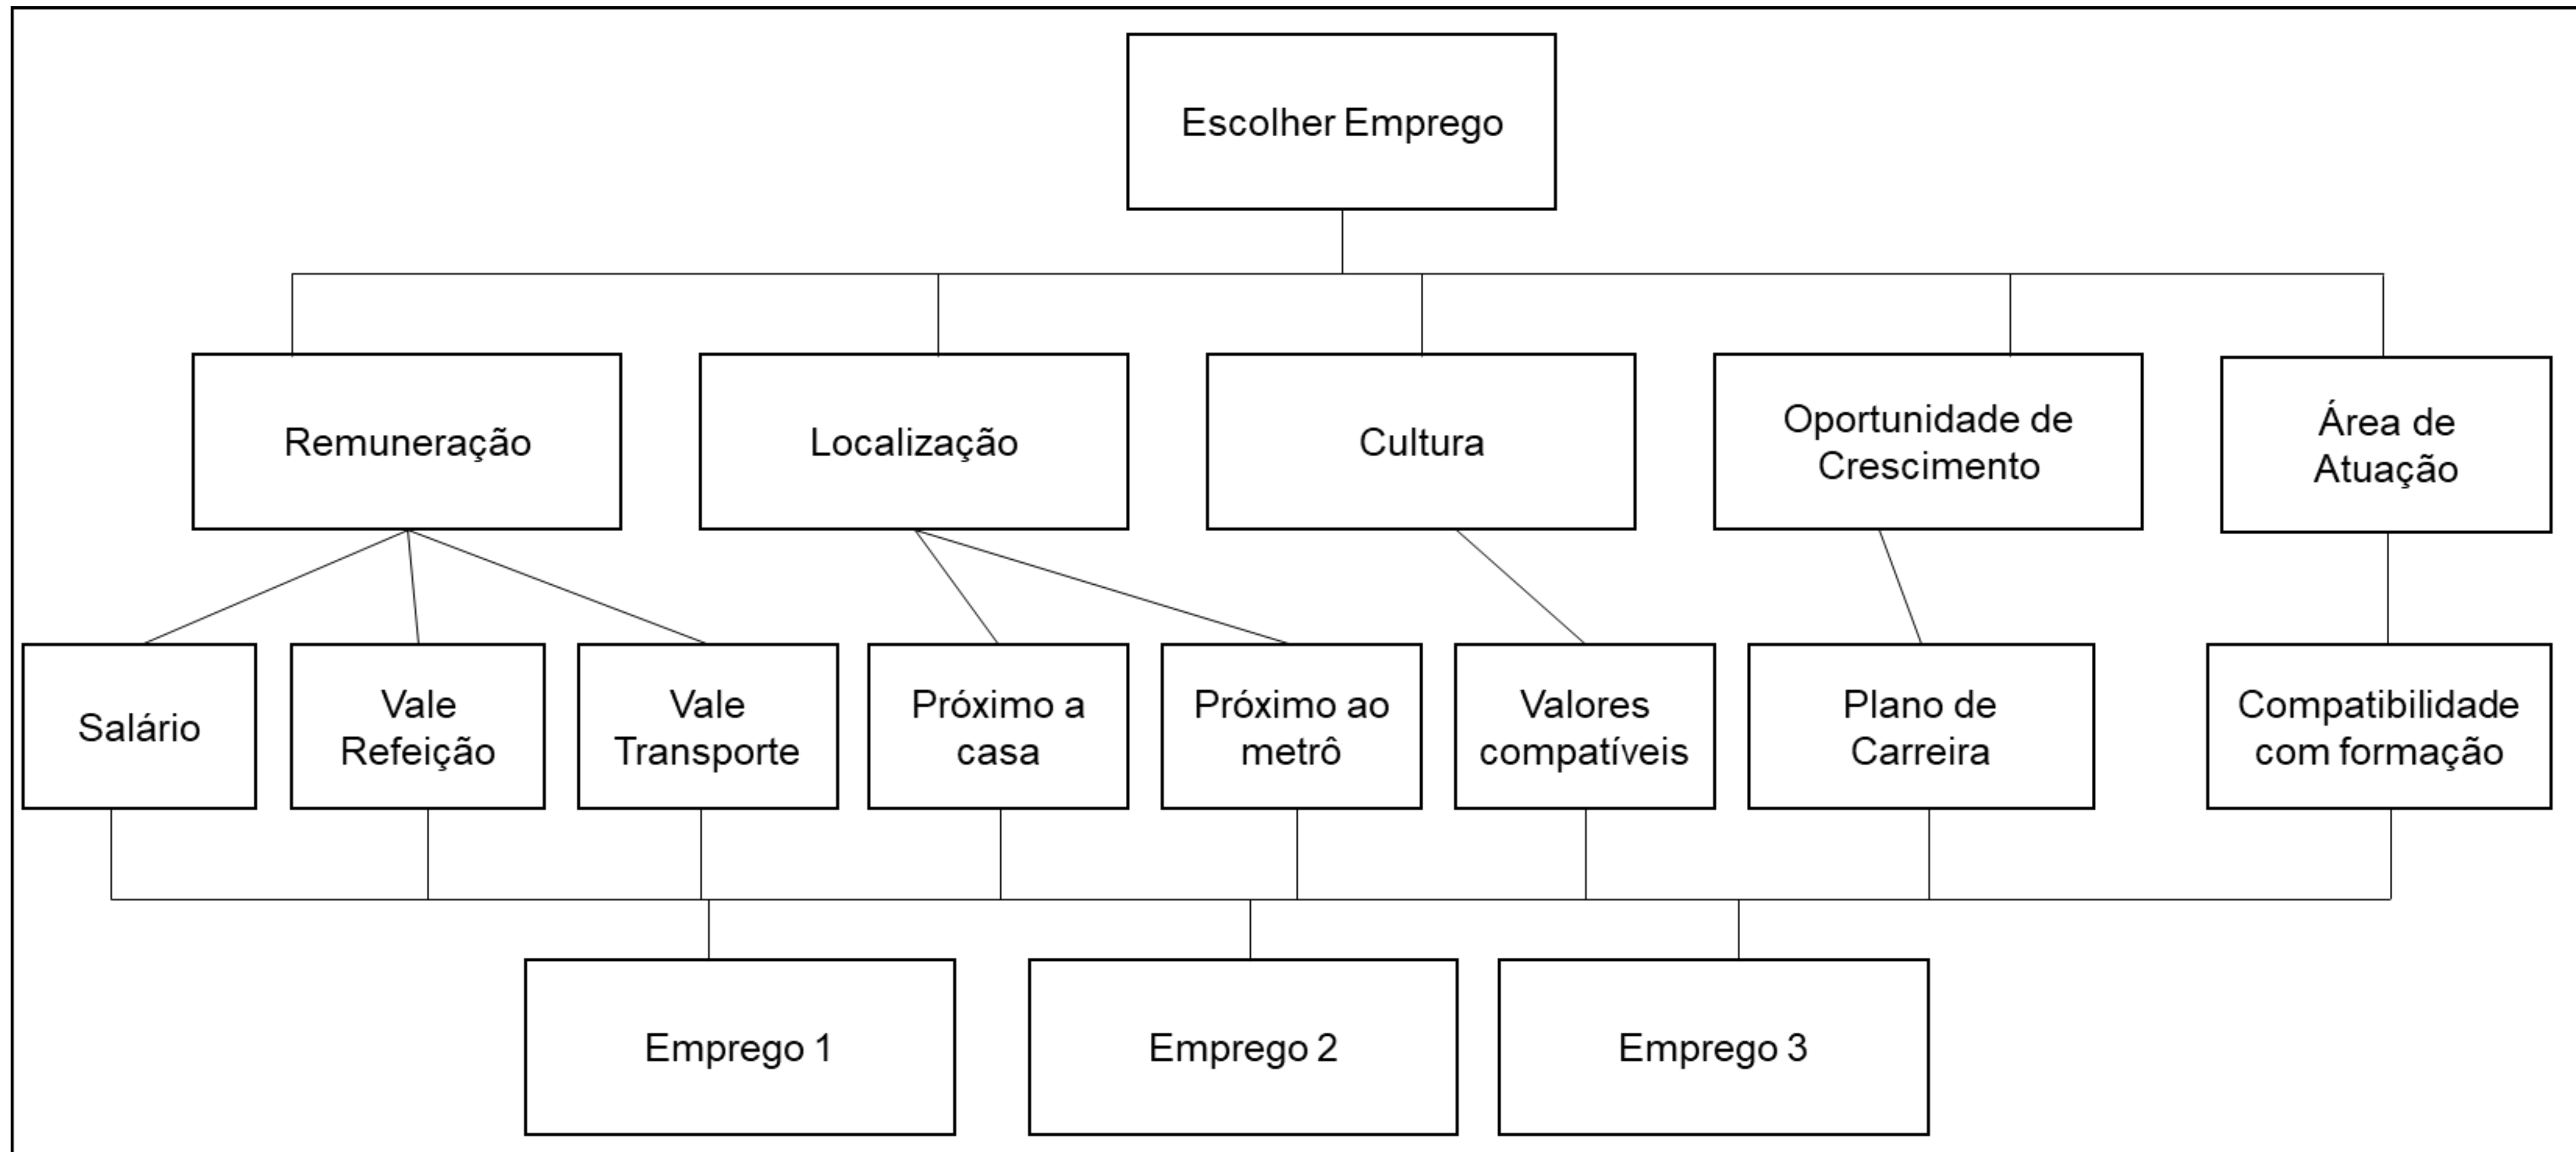 Escolher Emprego
Remuneração
Localização
Cultura
Oportunidade de
Crescimento
Área de
Atuação
Salário
Vale
Refeição
Vale
Transporte
Próximo a
casa
Próximo ao
metrô
Valores
compatíveis
Plano de
Carreira
Compatibilidade
com formação
Emprego 1
Emprego 2
Emprego 3